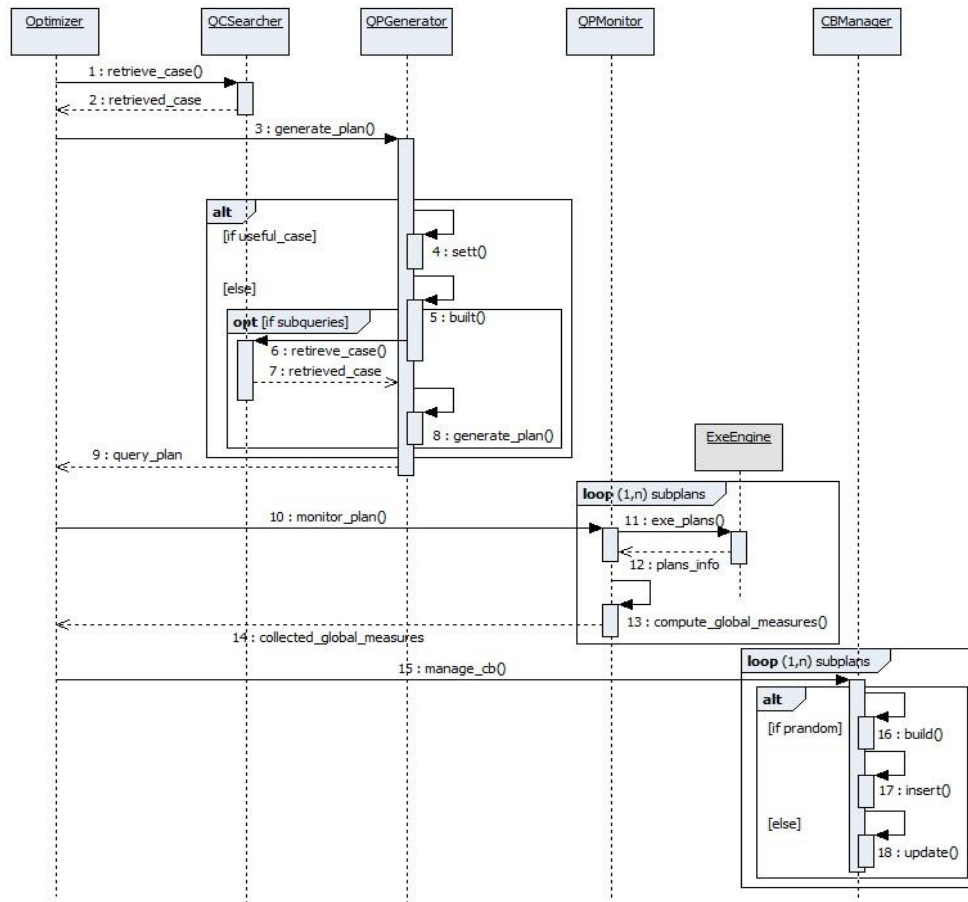 Optimizer
QCSearcher
QPGenerator
QPMonitor
CBManager
1 : retrieve_case()
2 : retrieved_case
3 : generate_plan()
alt
[if useful_case]
4 : sett()
[else]
5 : built()
opt [if subqueries]
6 : retireve_case()
7 : retrieved_case
8 : generate_plan()
9 : query_plan
ExeEngine
loop (1,n) subplans
10 : monitor_plan()
11 : exe_plans()
12 : plans_info
13 : compute_global_measures()
14 : collected_global_measures
loop (1,n) subplans
15 : manage_cb()
alt
[if prandom]
16 : build()
17 : insert()
[else]
18 : update()